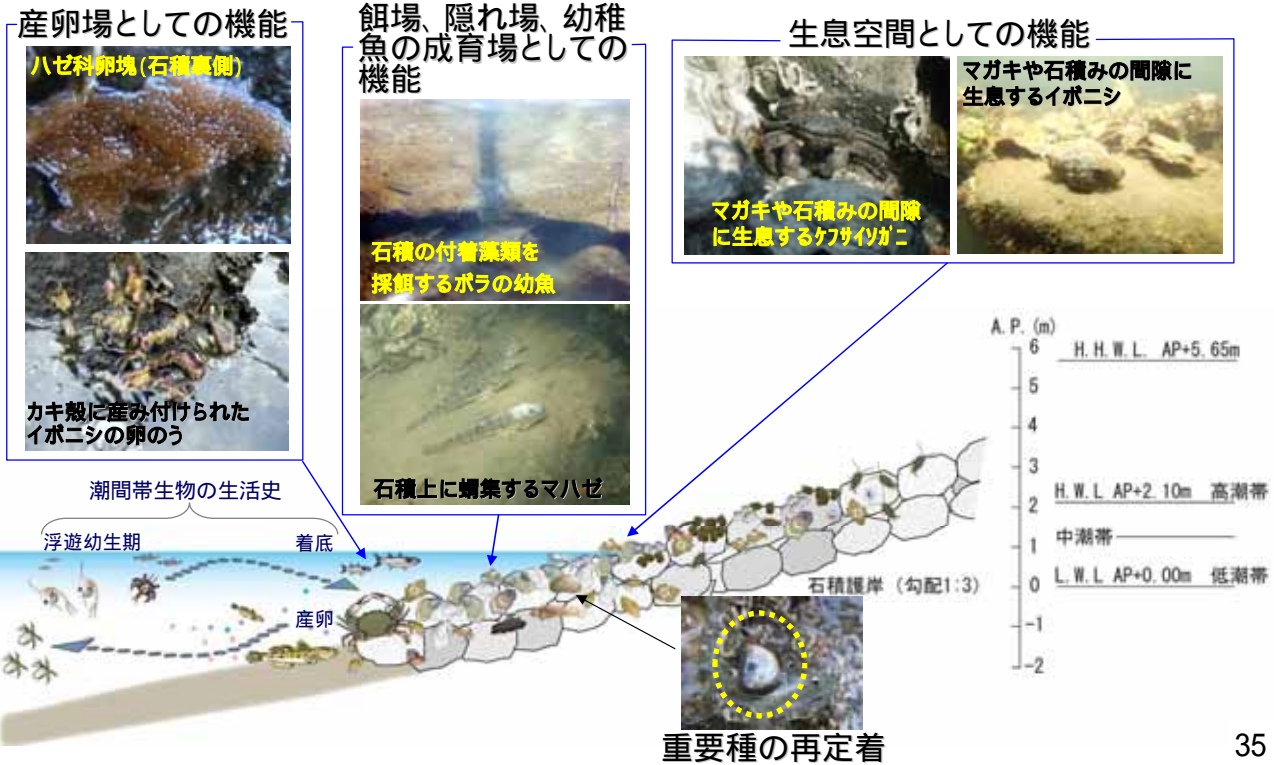 産卵場としての機能
ハゼ科卵塊(石積裏側)
カキ殻に産み付けられた
イボニシの卵のう
餌場、隠れ場、幼稚
魚の成育場としての
機能
石積の付着藻類を
採餌するボラの幼魚
石積上に蝟集するマハゼ
生息空間としての機能
マガキや石積みの間隙
に生息するｹﾌｻｲｿｶﾞﾆ
マガキや石積みの間隙に
生息するイボニシ
潮間帯生物の生活史
浮遊幼生期
着底
産卵
A.P.(m)
6
H.H.W.L. AP+5.65m
5
4
3
H.W.L AP+2.10m 高潮帯
2
中潮帯
1
石積護岸 (勾配1:3)
0
L.W.L AP+0.00m 低潮帯
-1
-2
重要種の再定着
35